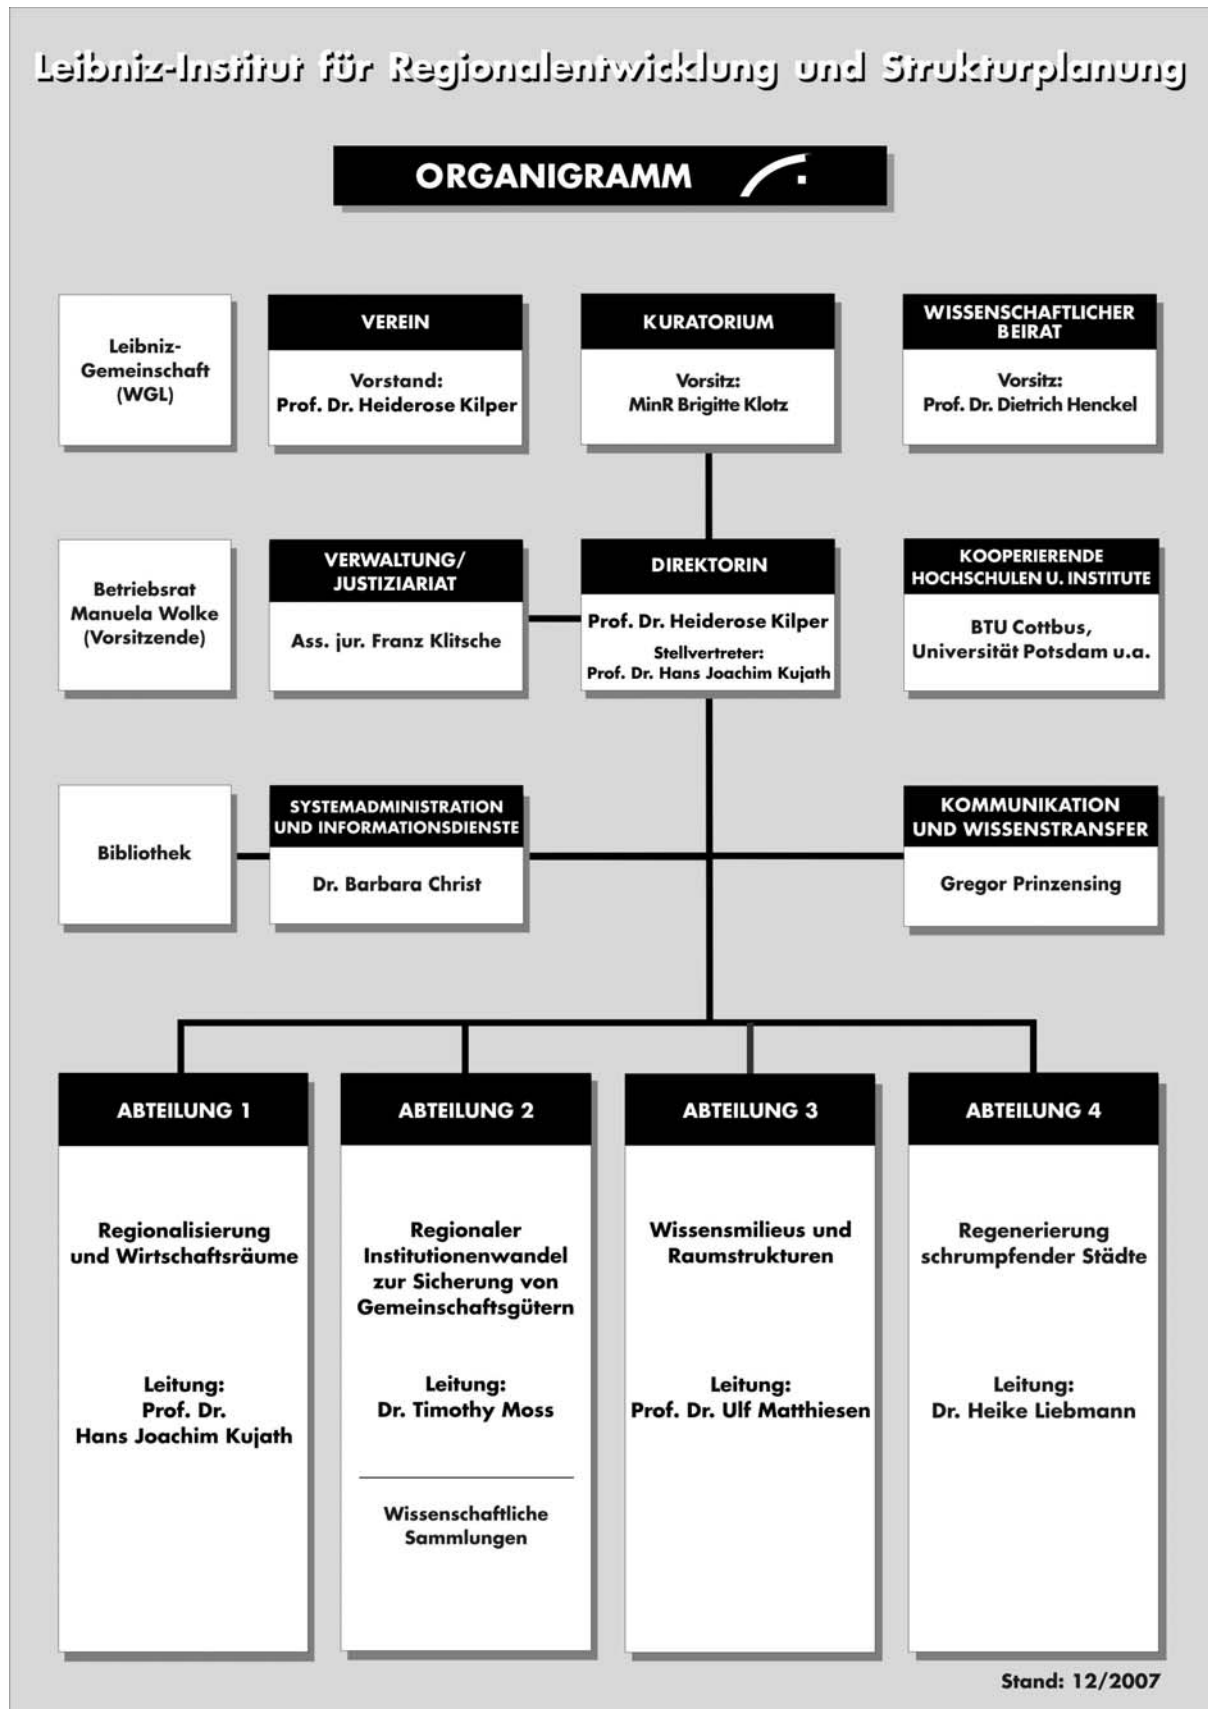 Leibniz-Institut für Regionalentwicklung und Strukturplanung
ORGANIGRAMM
Leibniz-
Gemeinschaft
(WGL)
VEREIN
Vorstand:
Prof. Dr. Heiderose Kilper
KURATORIUM
Vorsitz:
MinR Brigitte Klotz
WISSENSCHAFTLICHER
BEIRAT
Vorsitz:
Prof. Dr. Dietrich Henckel
Betriebsrat
Manuela Wolke
(Vorsitzende)
VERWALTUNG/
JUSTIZIARIAT
Ass. jur. Franz Klitsche
DIREKTORIN
Prof. Dr. Heiderose Kilper
Stellvertreter:
Prof. Dr. Hans Joachim Kujath
KOOPERIERENDE
HOCHSCHULEN U. INSTITUTE
BTU Cottbus,
Universität Potsdam u.a.
Bibliothek
SYSTEMADMINISTRATION
UND INFORMATIONSDIENSTE
Dr. Barbara Christ
KOMMUNIKATION
UND WISSENSTRANSFER
Gregor Prinzensing
ABTEILUNG 1
Regionalisierung
und Wirtschaftsräume
Leitung:
Prof. Dr.
Hans Joachim Kujath
ABTEILUNG 2
Regionaler
Institutionenwandel
zur Sicherung von
Gemeinschaftsgütern
Leitung:
Dr. Timothy Moss
Wissenschaftliche
Sammlungen
ABTEILUNG 3
Wissensmilieus und
Raumstrukturen
Leitung:
Prof. Dr. Ulf Matthiesen
ABTEILUNG 4
Regenerierung
schrumpfender Städte
Leitung:
Dr. Heike Liebmann
Stand: 12/2007